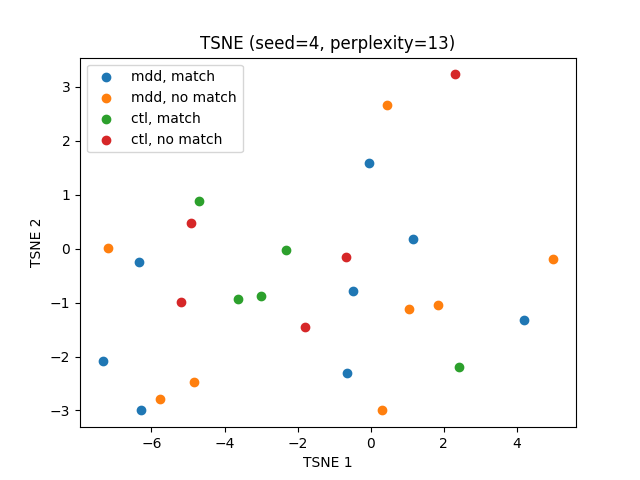 TSNE (seed=4, perplexity=13)
mdd, match
mdd, no match
ctl, match
ctl, no match
3
2
1
0
−1
−2
−3
TSNE 2
−6
−4
−2
0
2
4
TSNE 1